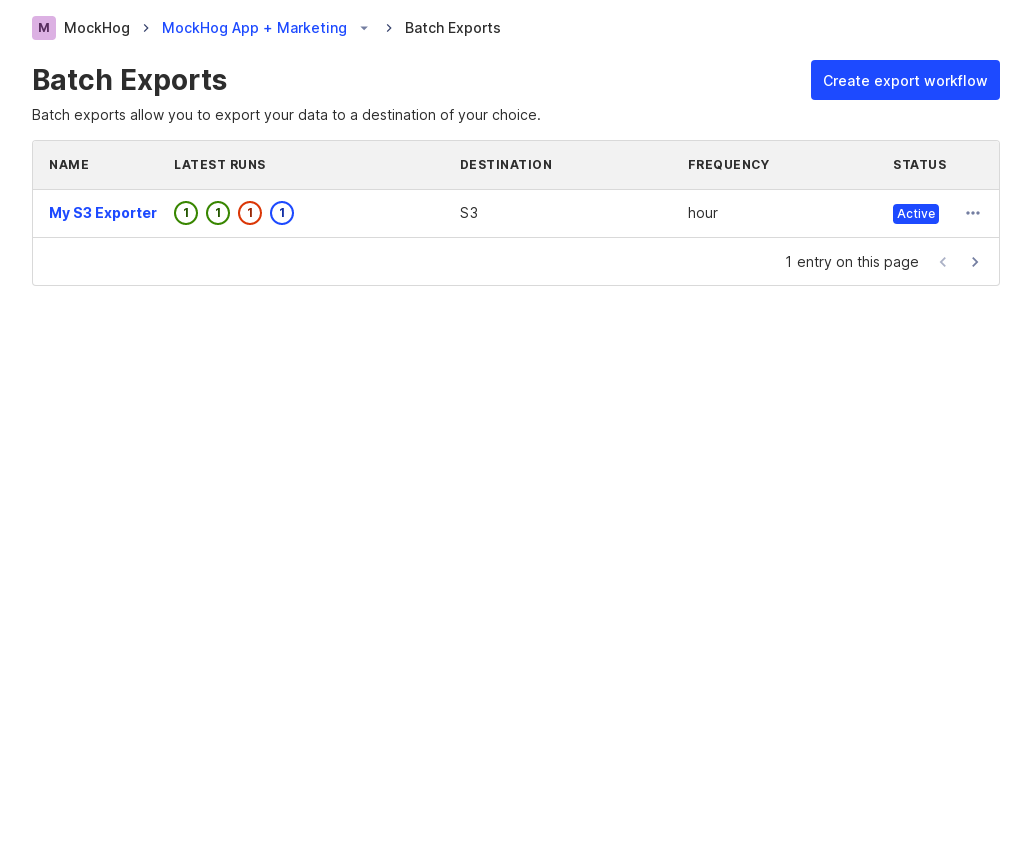 M MockHog MockHog App + Marketing Batch Exports
Batch Exports
Create export workflow
Batch exports allow you to export your data to a destination of your choice.
NAME LATEST RUNS DESTINATION FREQUENCY STATUS
My S3 Exporter 1 1 1 1 S3 hour Active
1 entry on this page